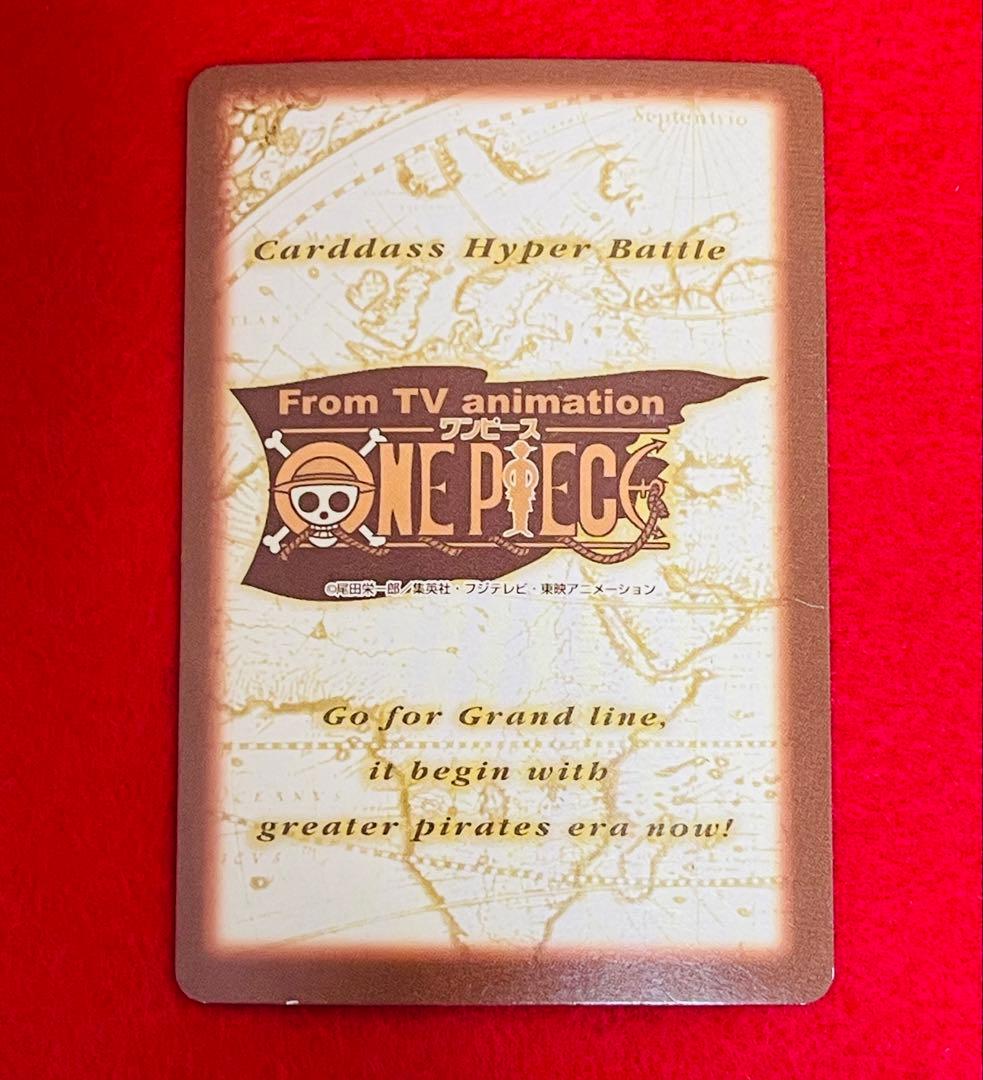 Septentrio
Carddass Hyper Battle
From TV animation
ワンピース
ONE PIECE
©尾田栄一郎/集英社・フジテレビ・東映アニメーション
Go for Grand line,
it begin with
greater pirates era now!